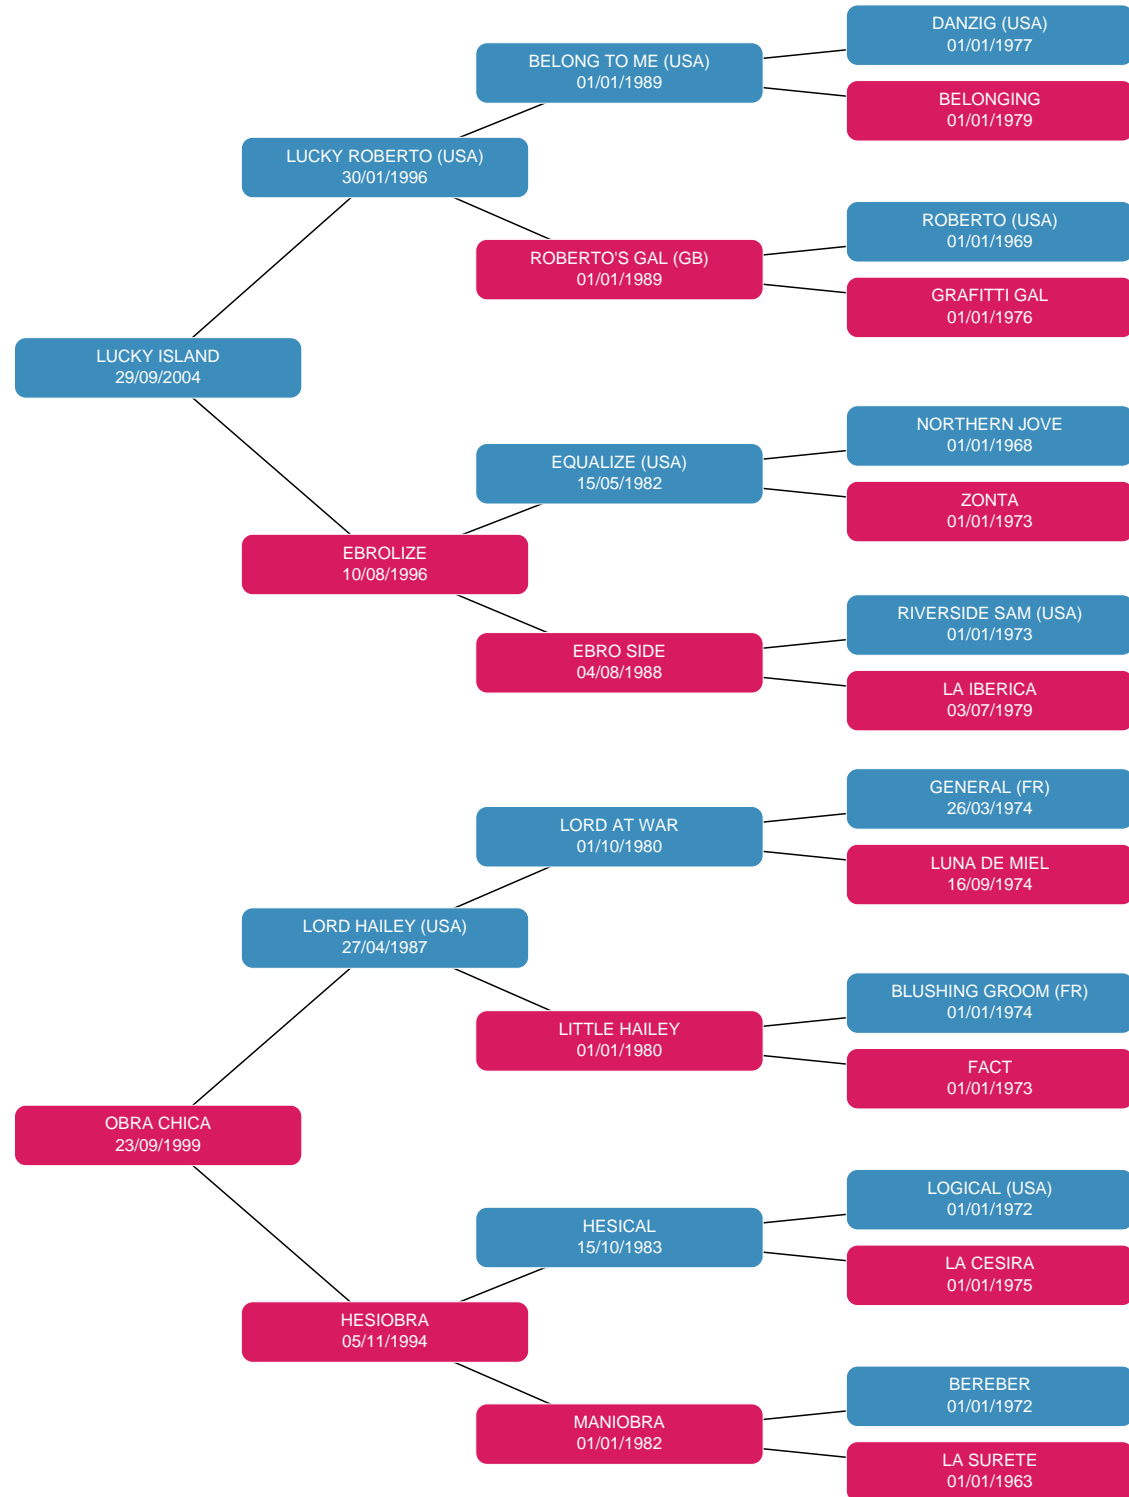 DANZIG (USA)
01/01/1977
BELONG TO ME (USA)
01/01/1989
BELONGING
01/01/1979
LUCKY ROBERTO (USA)
30/01/1996
ROBERTO (USA)
01/01/1969
ROBERTO'S GAL (GB)
01/01/1989
GRAFITTI GAL
01/01/1976
LUCKY ISLAND
29/09/2004
NORTHERN JOVE
01/01/1968
EQUALIZE (USA)
15/05/1982
ZONTA
01/01/1973
EBROLIZE
10/08/1996
RIVERSIDE SAM (USA)
01/01/1973
EBRO SIDE
04/08/1988
LA IBERICA
03/07/1979
GENERAL (FR)
26/03/1974
LORD AT WAR
01/10/1980
LUNA DE MIEL
16/09/1974
LORD HAILEY (USA)
27/04/1987
BLUSHING GROOM (FR)
01/01/1974
LITTLE HAILEY
01/01/1980
FACT
01/01/1973
OBRA CHICA
23/09/1999
LOGICAL (USA)
01/01/1972
HESICAL
15/10/1983
LA CESIRA
01/01/1975
HESIOBRA
05/11/1994
BEREBER
01/01/1972
MANIOBRA
01/01/1982
LA SURETE
01/01/1963